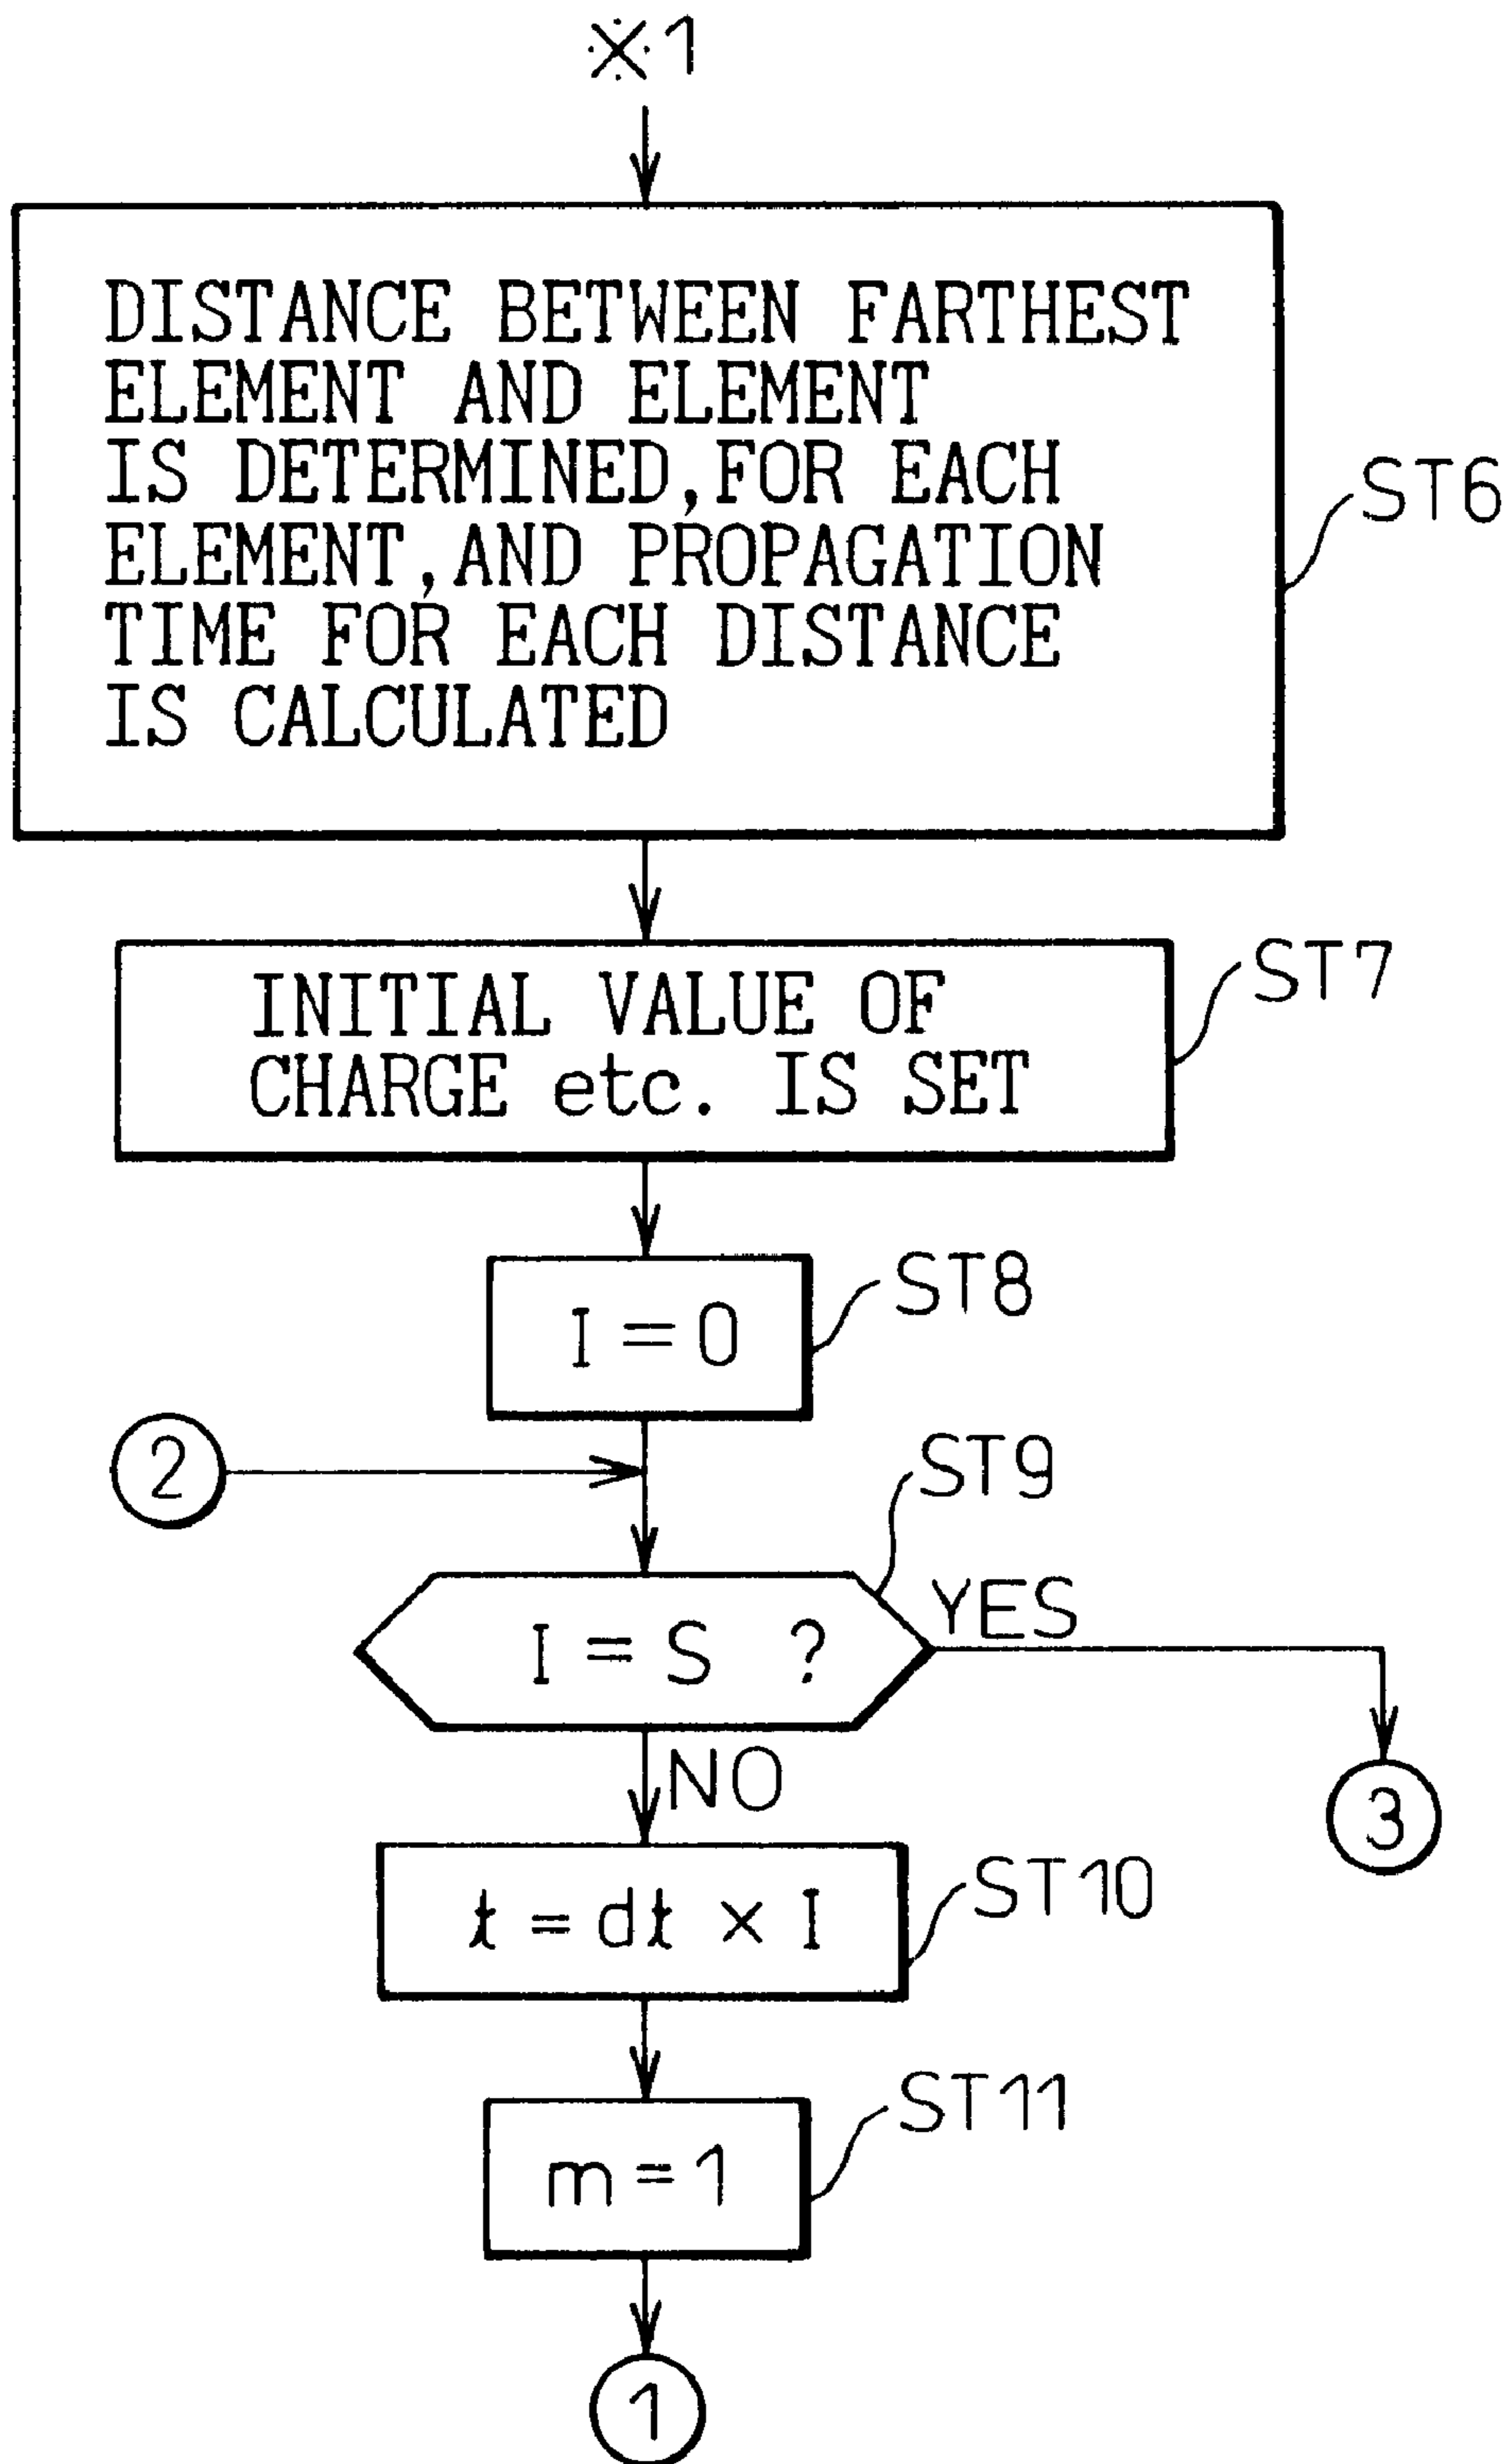 ※1
DISTANCE BETWEEN FARTHEST
ELEMENT AND ELEMENT
IS DETERMINED, FOR EACH
ELEMENT, AND PROPAGATION
TIME FOR EACH DISTANCE
IS CALCULATED
ST6
INITIAL VALUE OF
CHARGE etc. IS SET
ST7
I = 0
ST8
2
ST9
I = S ?
YES
NO
3
t = dt × I
ST10
m = 1
ST11
1